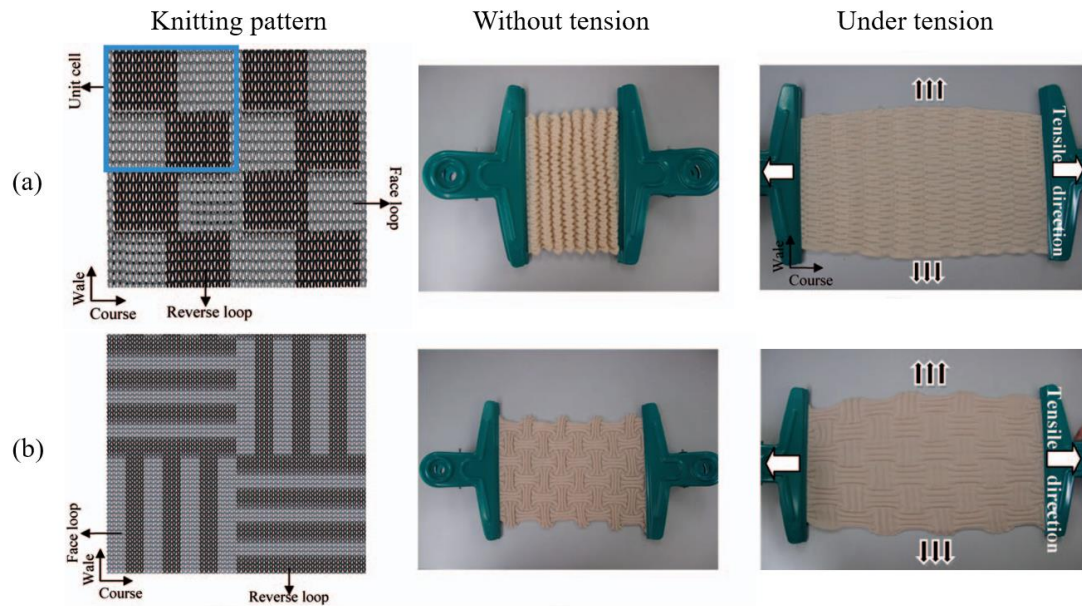 Knitting pattern
Without tension
Under tension
(a)
Unit cell
Face loop
Wale
Course
Reverse loop
Wale
Course
Tensile direction
(b)
Face loop
Wale
Course
Reverse loop
Tensile direction